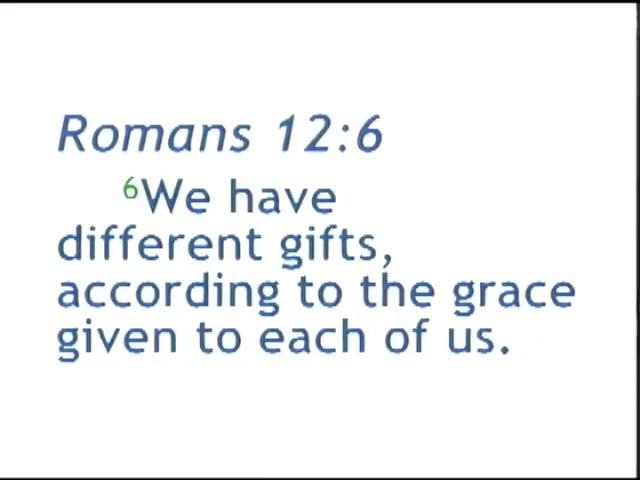 Romans 12:6
6We have
different gifts,
according to the grace
given to each of us.